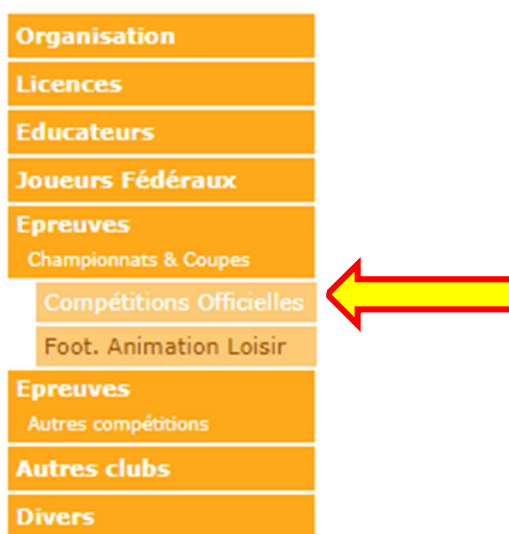 Organisation
Licences
Educateurs
Joueurs Fédéraux
Epreuves
Championnats & Coupes
Compétitions Officielles
Foot. Animation Loisir
Epreuves
Autres compétitions
Autres clubs
Divers